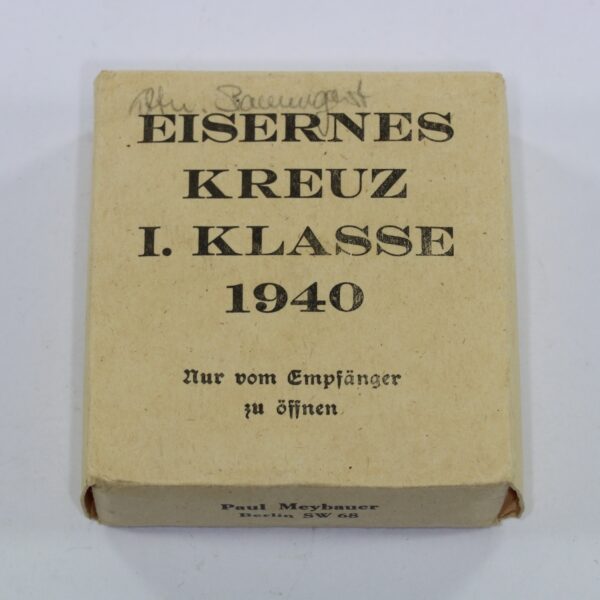 EISERNES
KREUZ
I. KLASSE
1940
Nur vom Empfänger
zu öffnen
Paul Meybauer
Berlin SW 68